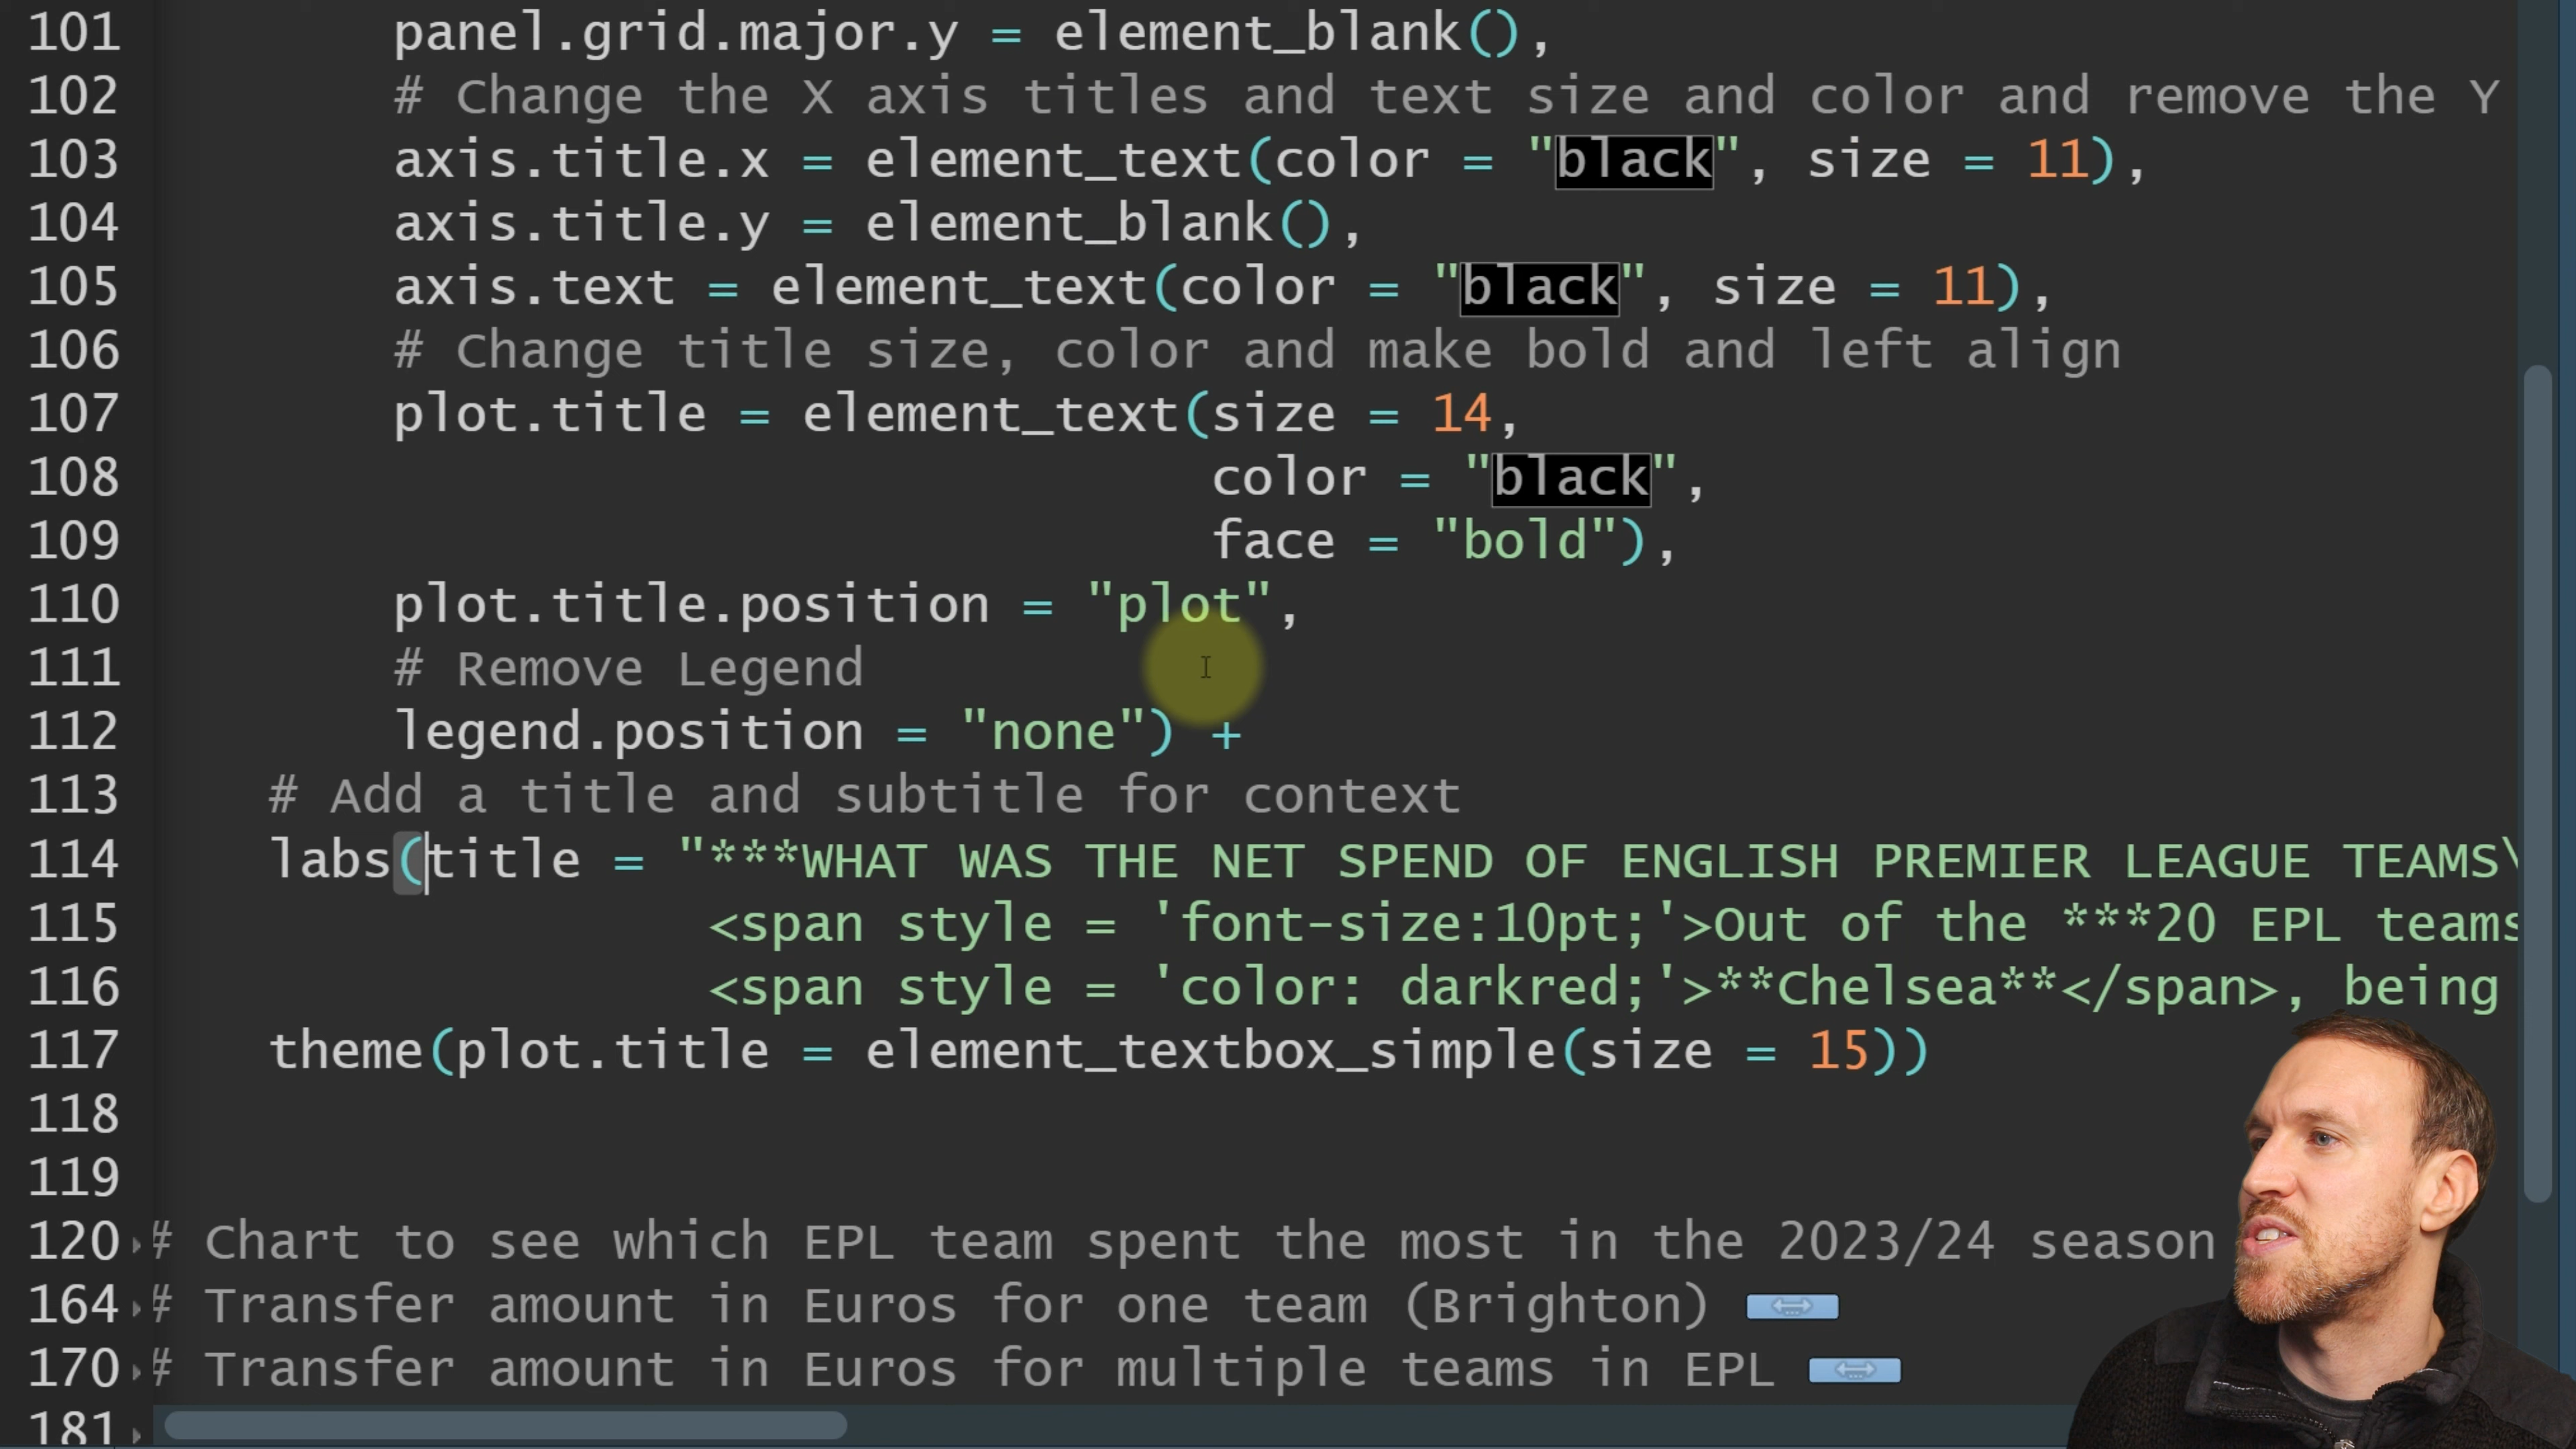 101 panel.grid.major.y = element_blank(),
102 # Change the X axis titles and text size and color and remove the Y
103 axis.title.x = element_text(color = "black", size = 11),
104 axis.title.y = element_blank(),
105 axis.text = element_text(color = "black", size = 11),
106 # Change title size, color and make bold and left align
107 plot.title = element_text(size = 14,
108 color = "black",
109 face = "bold"),
110 plot.title.position = "plot",
111 # Remove Legend
112 legend.position = "none") +
113 # Add a title and subtitle for context
114 labs(title = "***WHAT WAS THE NET SPEND OF ENGLISH PREMIER LEAGUE TEAMS\
115 <span style = 'font-size:10pt;'>Out of the ***20 EPL teams
116 <span style = 'color: darkred;'>**Chelsea**</span>, being
117 theme(plot.title = element_textbox_simple(size = 15))
118
119
120 # Chart to see which EPL team spent the most in the 2023/24 season
164 # Transfer amount in Euros for one team (Brighton)
170 # Transfer amount in Euros for multiple teams in EPL
181